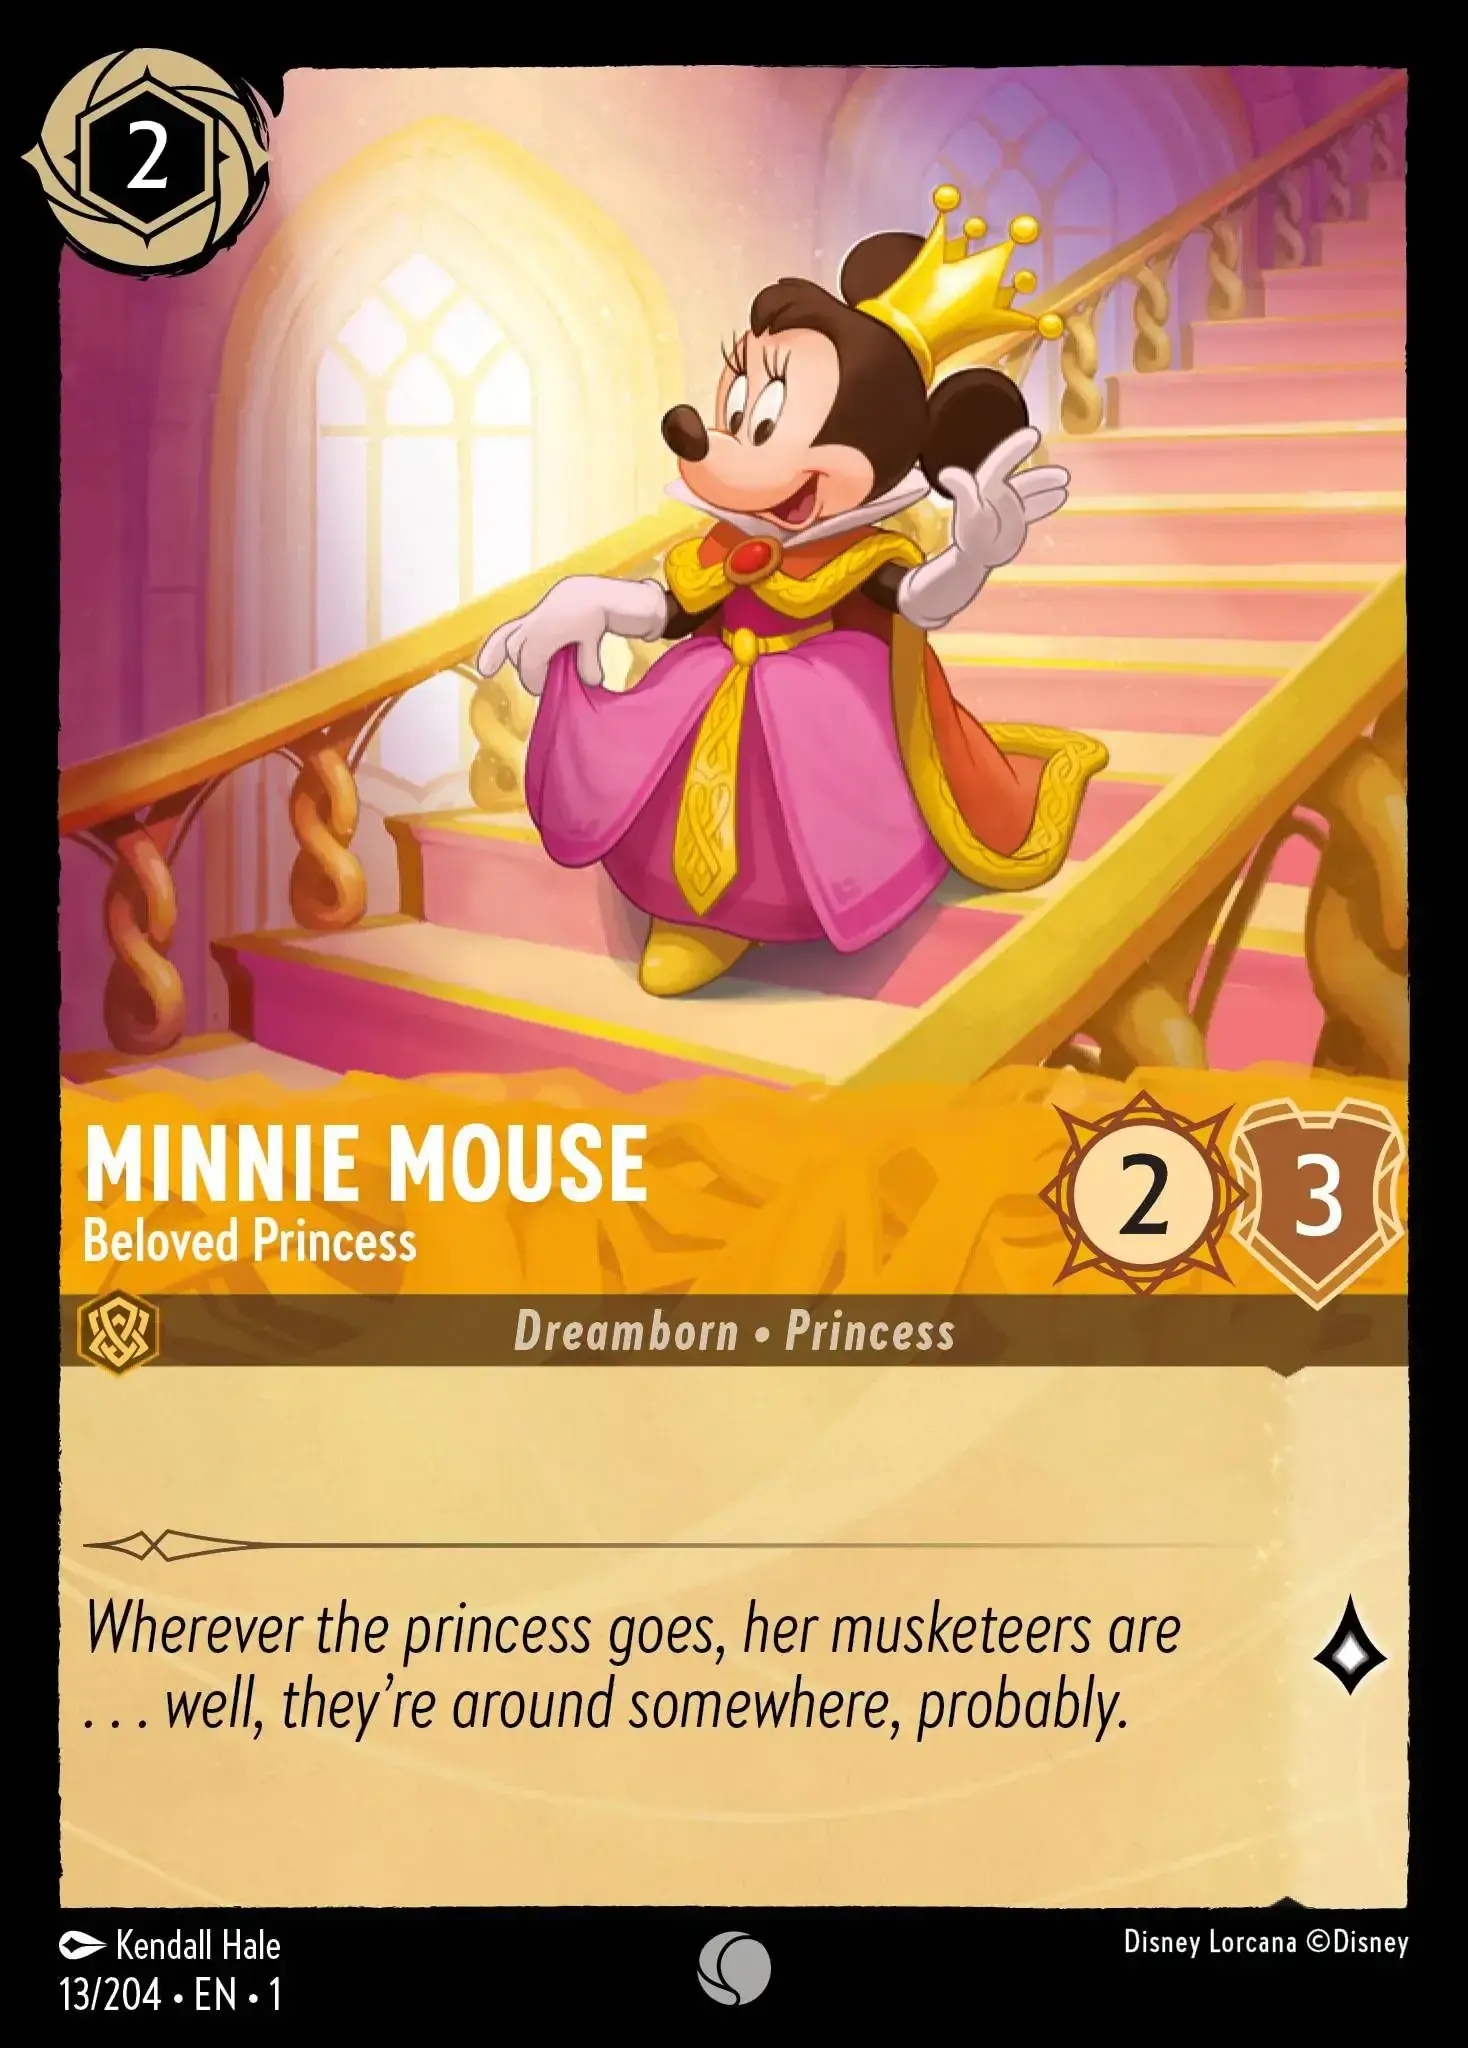 2
MINNIE MOUSE
Beloved Princess
2
3
Dreamborn • Princess
Wherever the princess goes, her musketeers are
. . . well, they’re around somewhere, probably.
Kendall Hale
13/204 • EN • 1
Disney Lorcana ©Disney